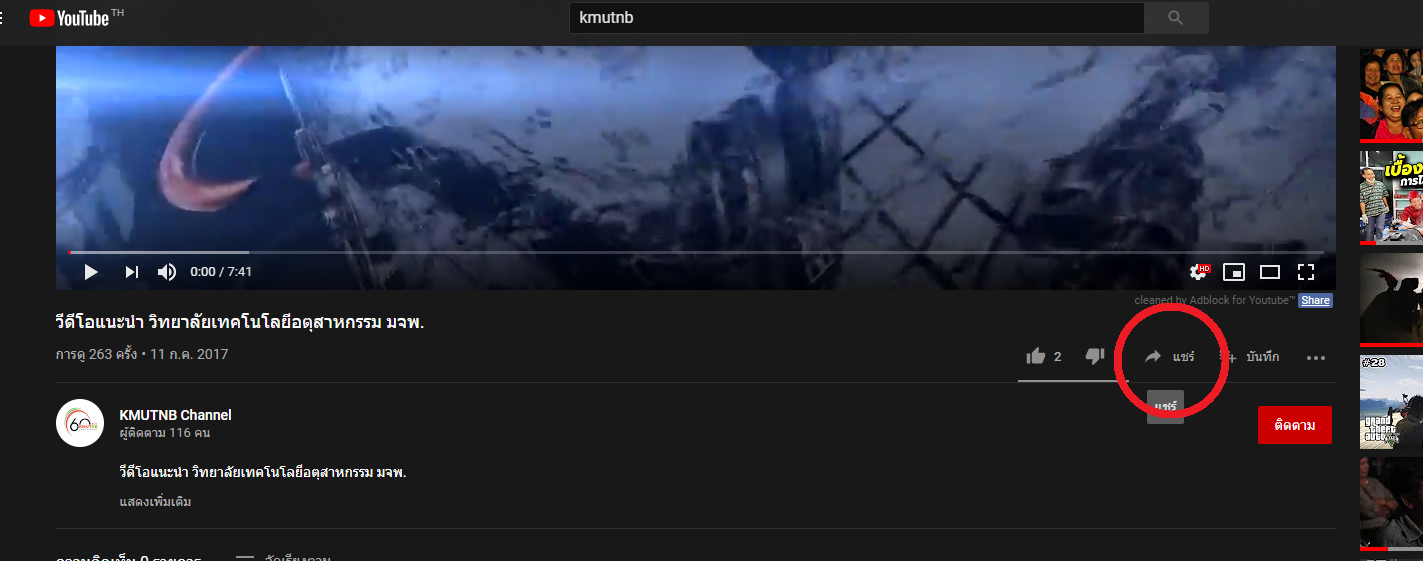 YouTube TH
kmutnb
0:00 / 7:41
HD
cleaned by Adblock for Youtube™ Share
วีดีโอแนะนำ วิทยาลัยเทคโนโลยีอุตสาหกรรม มจพ.
การดู 263 ครั้ง • 11 ก.ค. 2017
2
แชร์
บันทึก
แชร์
60
KMUTNB Channel
ผู้ติดตาม 116 คน
ติดตาม
วีดีโอแนะนำ วิทยาลัยเทคโนโลยีอุตสาหกรรม มจพ.
แสดงเพิ่มเติม
#28
grand
theft
auto